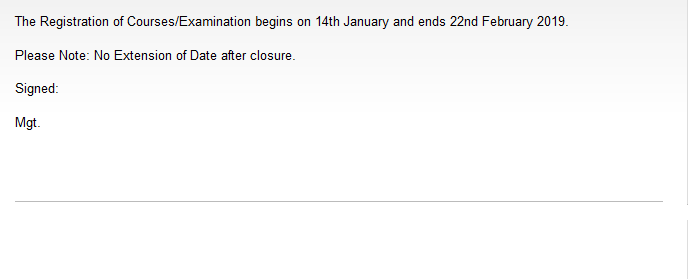 The Registration of Courses/Examination begins on 14th January and ends 22nd February 2019.
Please Note: No Extension of Date after closure.
Signed:
Mgt.